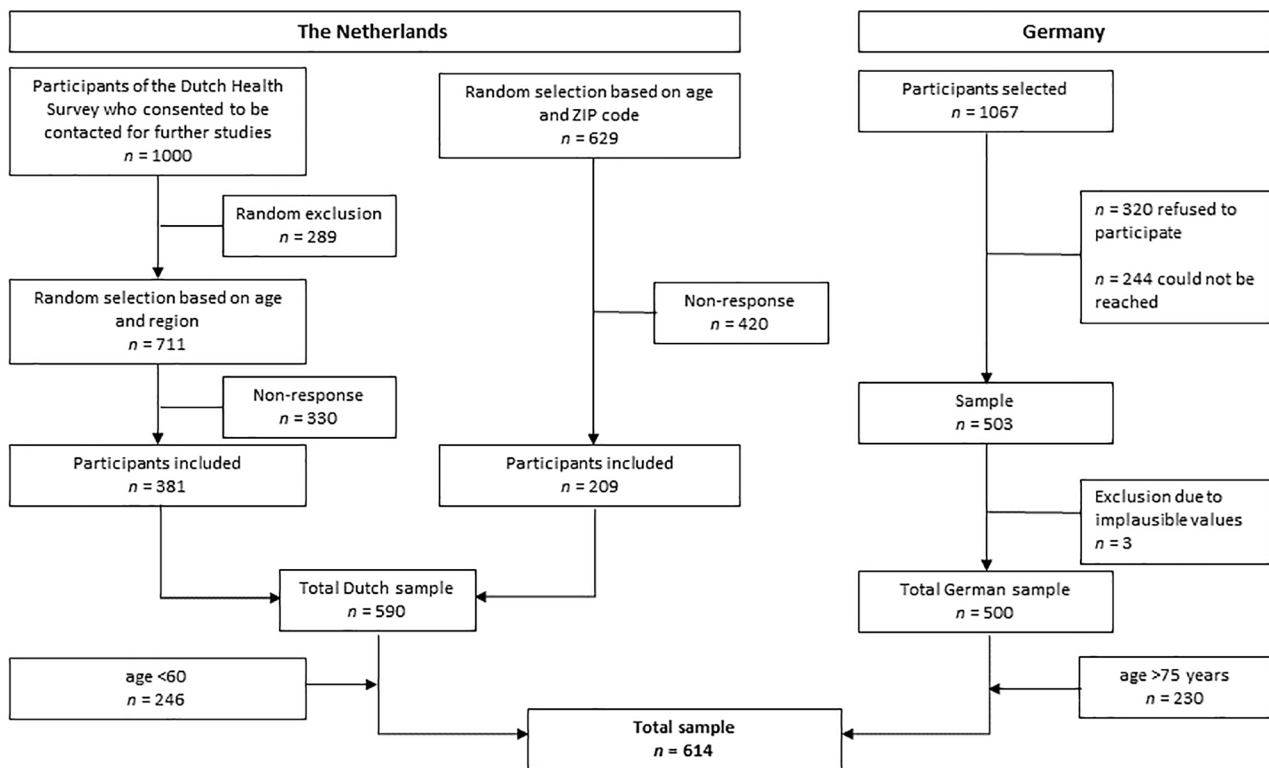 The Netherlands
Participants of the Dutch Health
Survey who consented to be
contacted for further studies
n = 1000
Random exclusion
n = 289
Random selection based on age
and region
n = 711
Non-response
n = 330
Participants included
n = 381
Random selection based on age
and ZIP code
n = 629
Non-response
n = 420
Participants included
n = 209
Total Dutch sample
n = 590
age <60
n = 246
Germany
Participants selected
n = 1067
n = 320 refused to
participate
n = 244 could not be
reached
Sample
n = 503
Exclusion due to
implausible values
n = 3
Total German sample
n = 500
age >75 years
n = 230
Total sample
n = 614